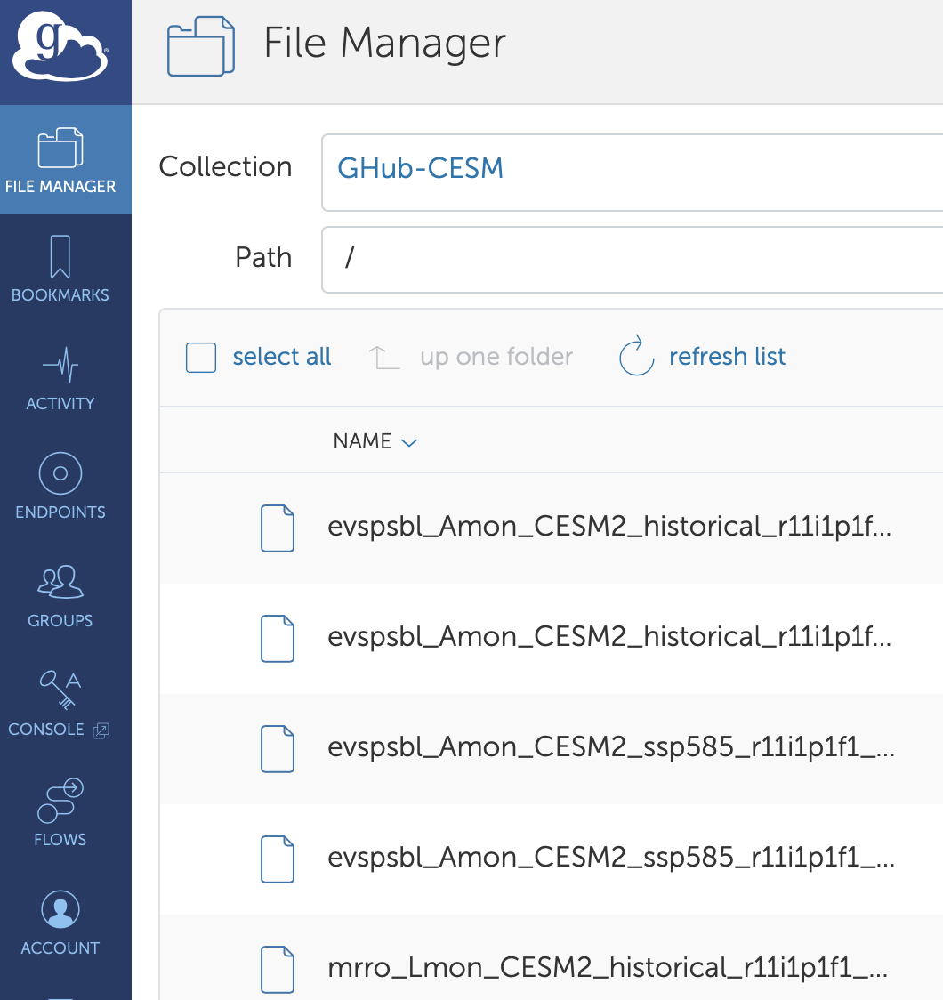 g
File Manager
FILE MANAGER
BOOKMARKS
ACTIVITY
ENDPOINTS
GROUPS
A
CONSOLE
FLOWS
ACCOUNT
Collection
GHub-CESM
Path
/
select all
up one folder
refresh list
NAME
evspsbl_Amon_CESM2_historical_r11i1p1f...
evspsbl_Amon_CESM2_historical_r11i1p1f...
evspsbl_Amon_CESM2_ssp585_r11i1p1f1_...
evspsbl_Amon_CESM2_ssp585_r11i1p1f1_...
mrro_Lmon_CESM2_historical_r11i1p1f1_...